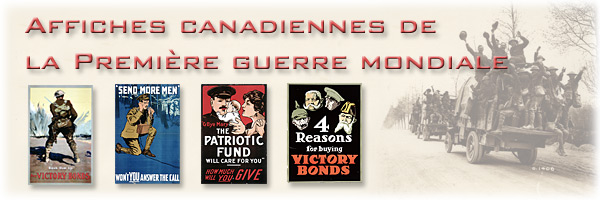 AFFICHES CANADIENNES DE
LA PREMIÈRE GUERRE MONDIALE
VICTORY BONDS
"SEND MORE MEN"
WON'T YOU ANSWER THE CALL
THE
PATRIOTIC
FUND
WILL CARE FOR YOU"
HOW MUCH
WILL YOU GIVE
4
Reasons
for buying
VICTORY
BONDS